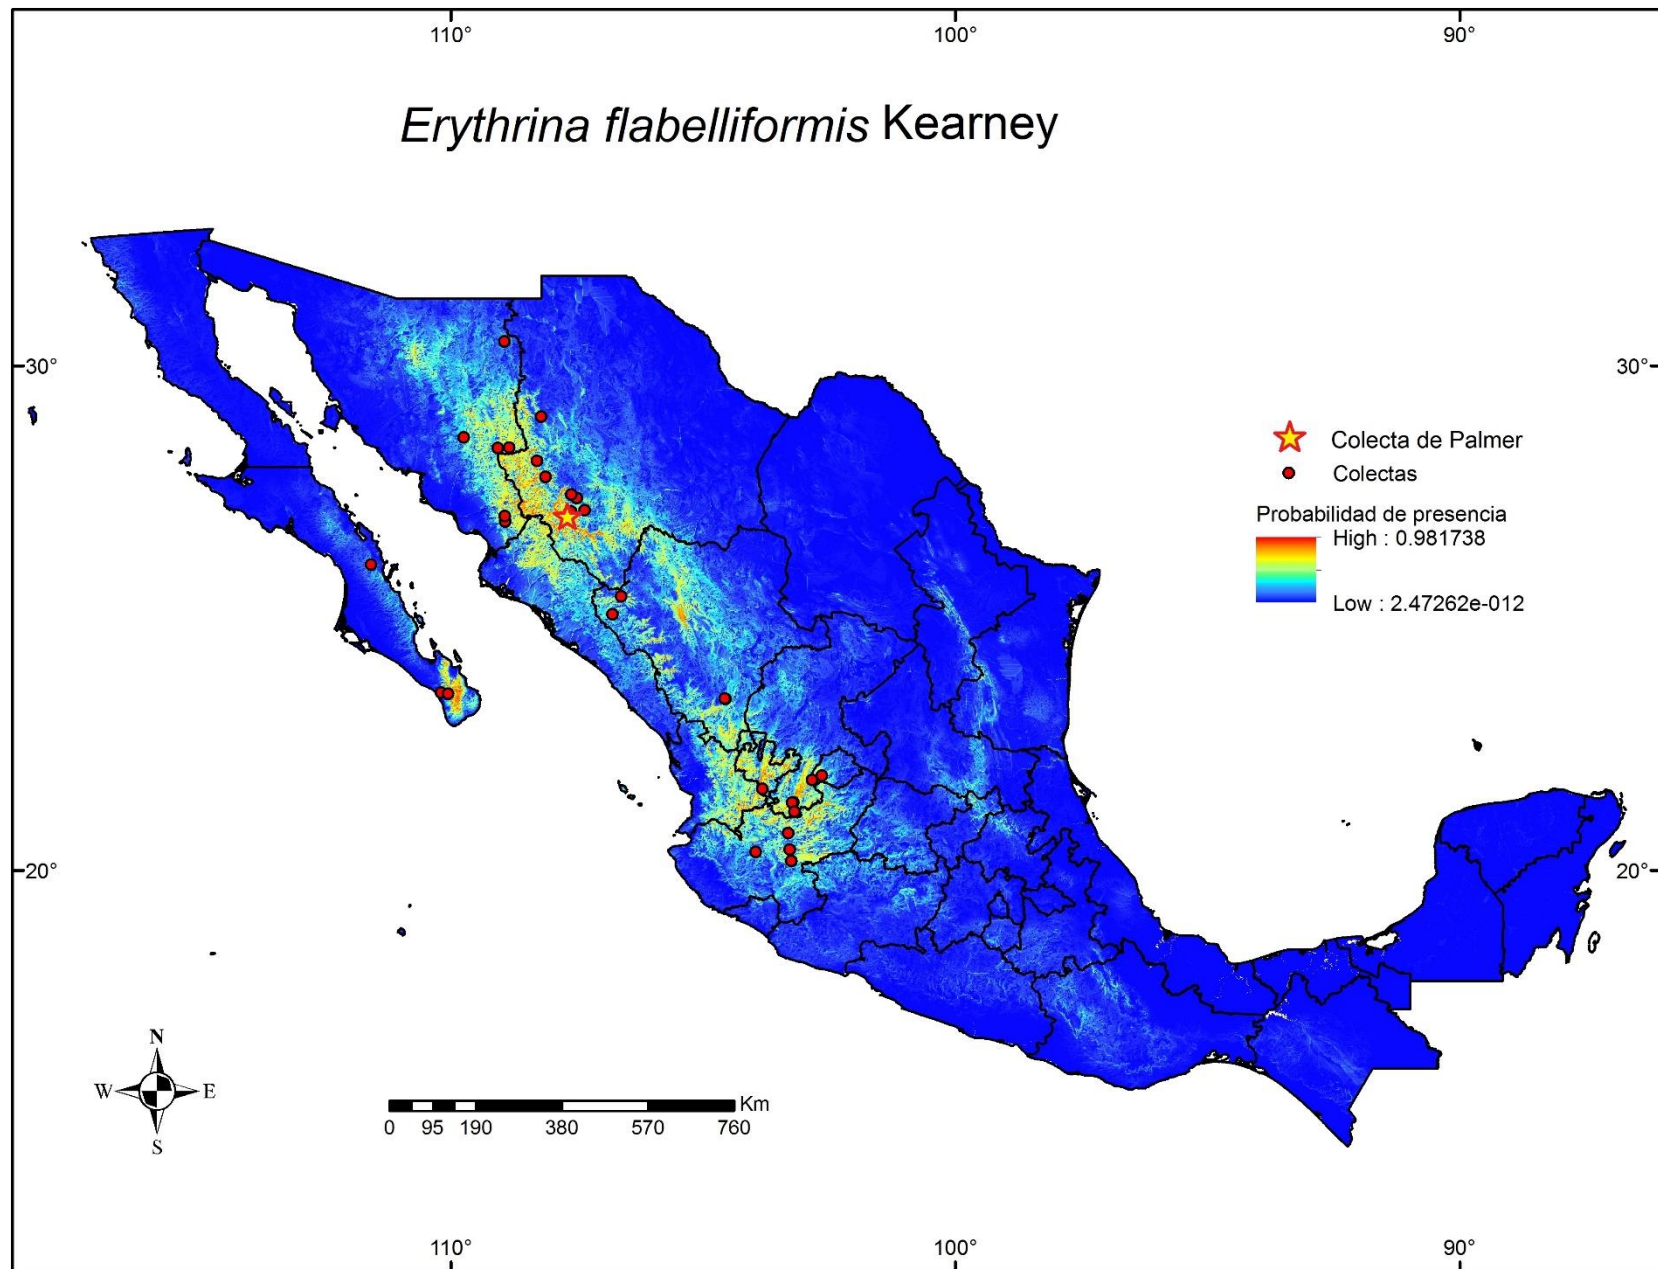 110° 100° 90°
Erythrina flabelliformis Kearney
30° 30°
Colecta de Palmer
Colectas
Probabilidad de presencia
High : 0.981738
Low : 2.47262e-012
20° 20°
N
W E
S
Km
0 95 190 380 570 760
110° 100° 90°